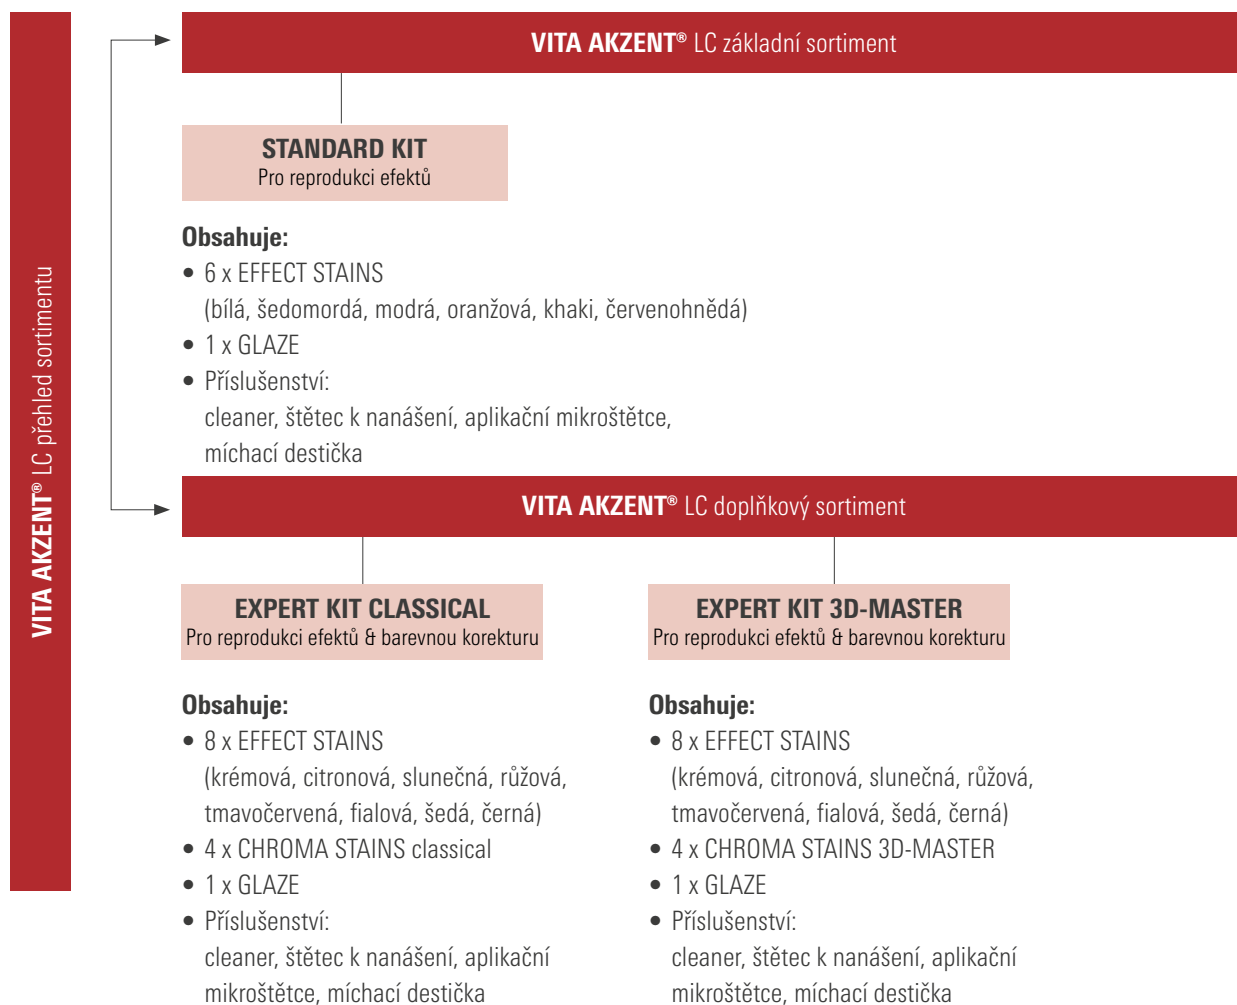 VITA AKZENT® LC přehled sortimentu
VITA AKZENT® LC základní sortiment
STANDARD KIT
Pro reprodukci efektů
Obsahuje:
• 6 x EFFECT STAINS
(bílá, šedomordá, modrá, oranžová, khaki, červenohnědá)
• 1 x GLAZE
• Příslušenství:
cleaner, štětec k nanášení, aplikační mikroštětce,
míchací destička
VITA AKZENT® LC doplňkový sortiment
EXPERT KIT CLASSICAL
Pro reprodukci efektů & barevnou korekturu
Obsahuje:
• 8 x EFFECT STAINS
(krémová, citronová, slunečná, růžová,
tmavočervená, fialová, šedá, černá)
• 4 x CHROMA STAINS classical
• 1 x GLAZE
• Příslušenství:
cleaner, štětec k nanášení, aplikační
mikroštětce, míchací destička
EXPERT KIT 3D-MASTER
Pro reprodukci efektů & barevnou korekturu
Obsahuje:
• 8 x EFFECT STAINS
(krémová, citronová, slunečná, růžová,
tmavočervená, fialová, šedá, černá)
• 4 x CHROMA STAINS 3D-MASTER
• 1 x GLAZE
• Příslušenství:
cleaner, štětec k nanášení, aplikační
mikroštětce, míchací destička